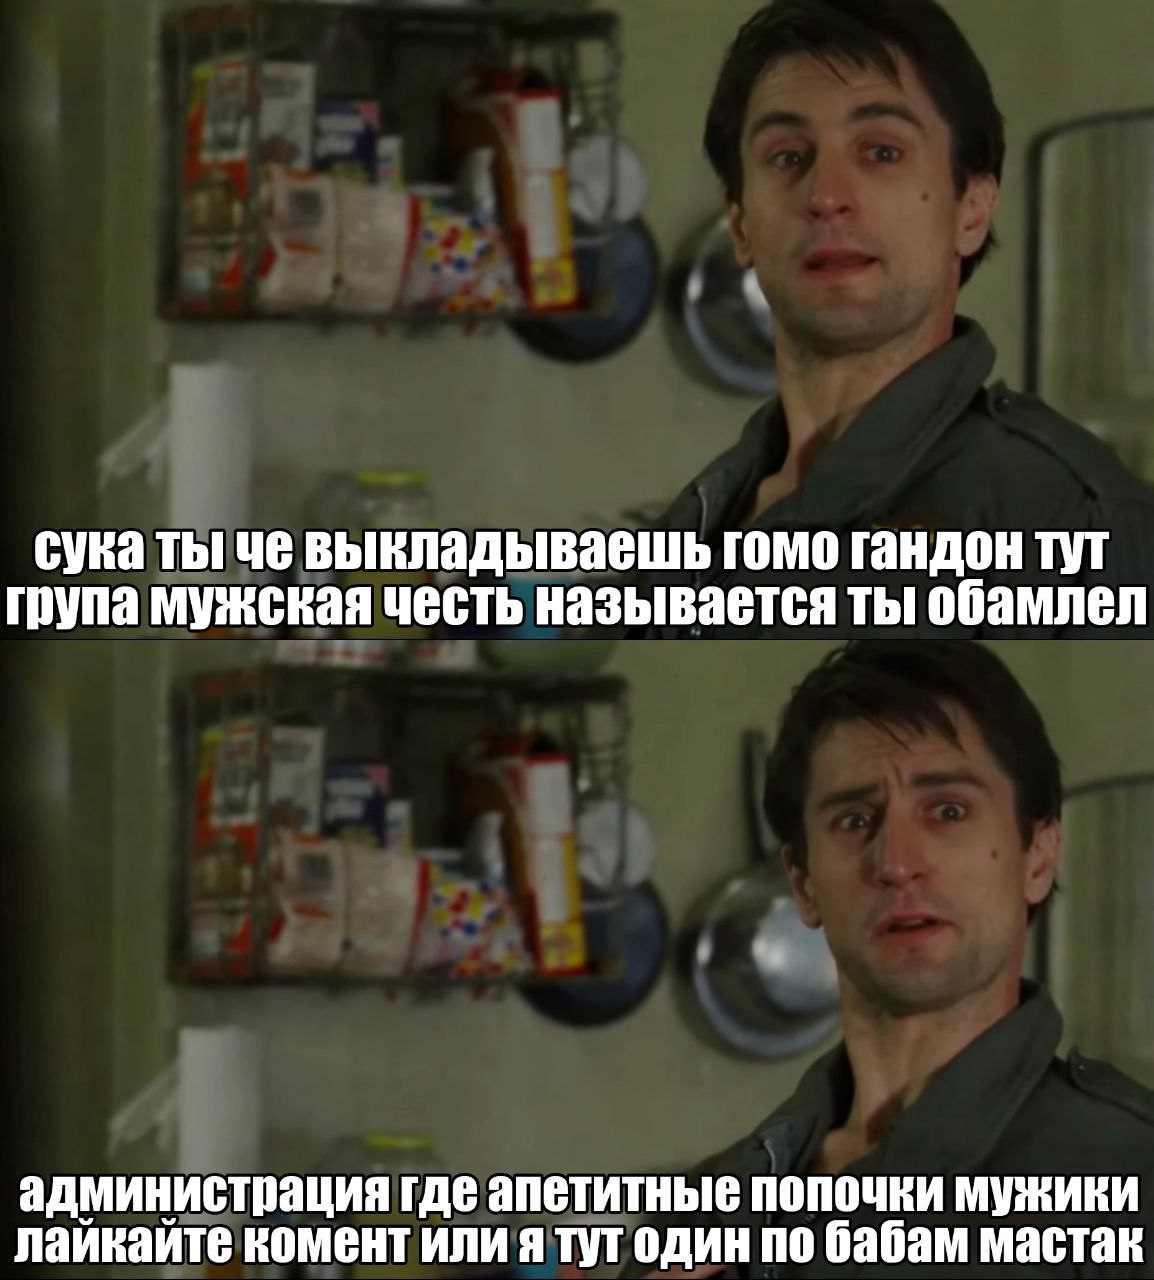 сука ты че выкладываешь гомо гандон тут
група мужская честь называется ты обамлел
администрация где апетитные попочки мужики
лайкайте комент или я тут один по бабам мастак